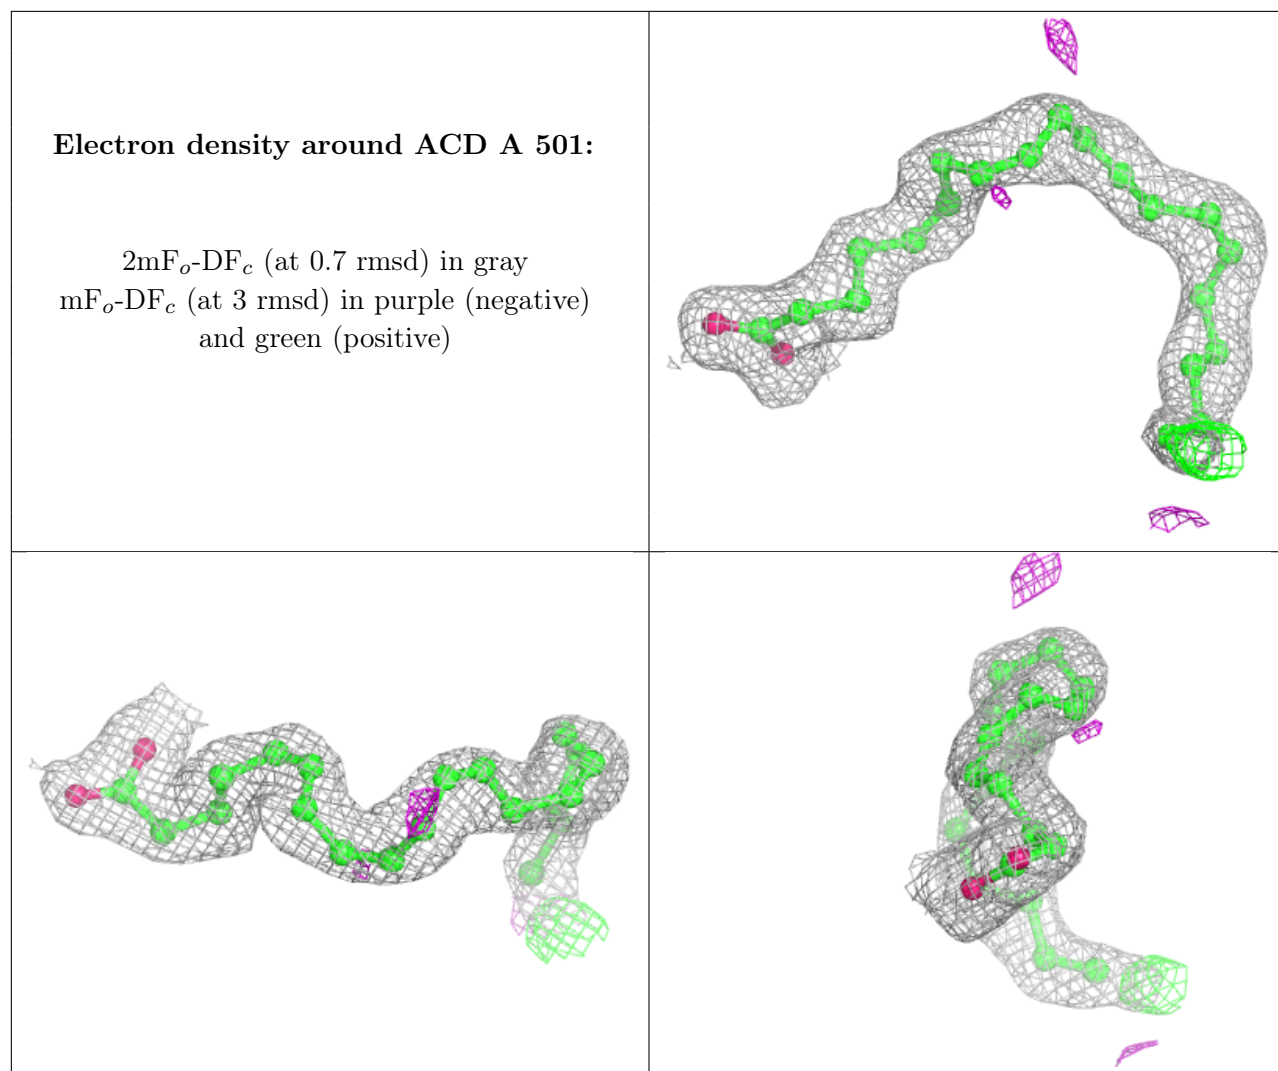 Electron density around ACD A 501:
2mFo-DFc (at 0.7 rmsd) in gray
mFo-DFc (at 3 rmsd) in purple (negative)
and green (positive)